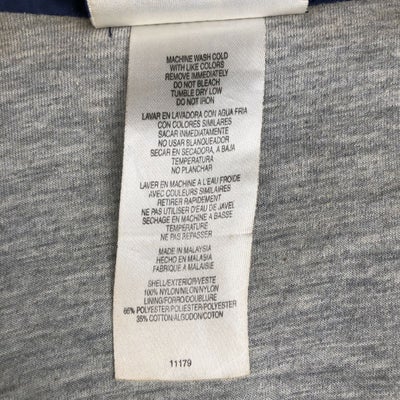 MACHINE WASH COLD
WITH LIKE COLORS
REMOVE IMMEDIATELY
DO NOT BLEACH
TUMBLE DRY LOW
DO NOT IRON
LAVAR EN LAVADORA CON AGUA FRIA
CON COLORES SIMILARES
SACAR INMEDIATAMENTE
NO USAR BLANQUEADOR
SECAR EN SECADORA, A BAJA
TEMPERATURA
NO PLANCHAR
LAVER EN MACHINE A L'EAU FROIDE
AVEC COULEURS SIMILAIRES
RETIRER RAPIDEMENT
NE PAS UTILISER D'EAU DE JAVEL
SECHAGE EN MACHINE A BASSE
TEMPERATURE
NE PAS REPASSER
MADE IN MALAYSIA
HECHO EN MALASIA
FABRIQUE A MALAISIE
SHELL/EXTERIOR/VESTE
100% NYLON/NILON/NYLON
LINING/FORRO/DOUBLURE
65% POLYESTER/POLIESTER/POLYESTER
35% COTTON/ALGODON/COTON
11179